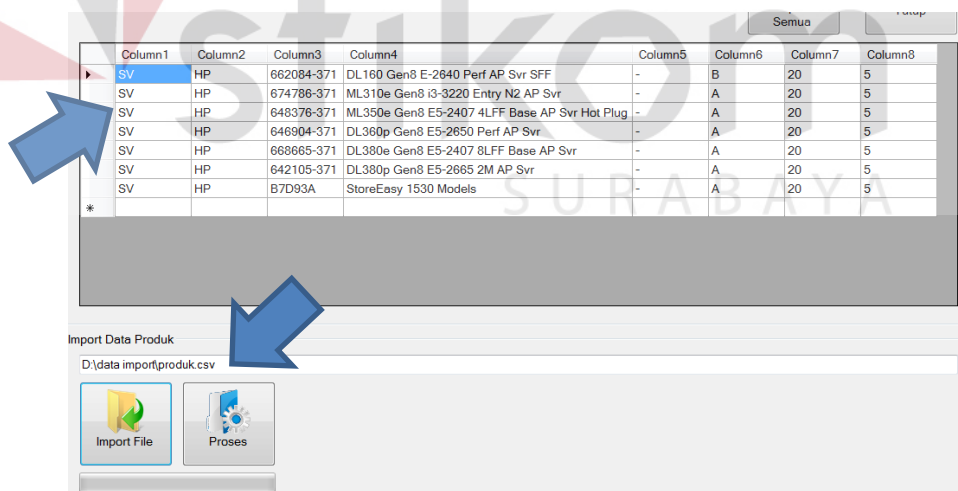 stikom
SURABAYA
Semua
Tutup
Column1 Column2 Column3 Column4 Column5 Column6 Column7 Column8
SV HP 662084-371 DL160 Gen8 E-2640 Perf AP Svr SFF - B 20 5
SV HP 674786-371 ML310e Gen8 i3-3220 Entry N2 AP Svr - A 20 5
SV HP 648376-371 ML350e Gen8 E5-2407 4LFF Base AP Svr Hot Plug - A 20 5
SV HP 646904-371 DL360p Gen8 E5-2650 Perf AP Svr - A 20 5
SV HP 668665-371 DL380e Gen8 E5-2407 8LFF Base AP Svr - A 20 5
SV HP 642105-371 DL380p Gen8 E5-2665 2M AP Svr - A 20 5
SV HP B7D93A StoreEasy 1530 Models - A 20 5
Import Data Produk
D:\data import\produk.csv
Import File
Proses